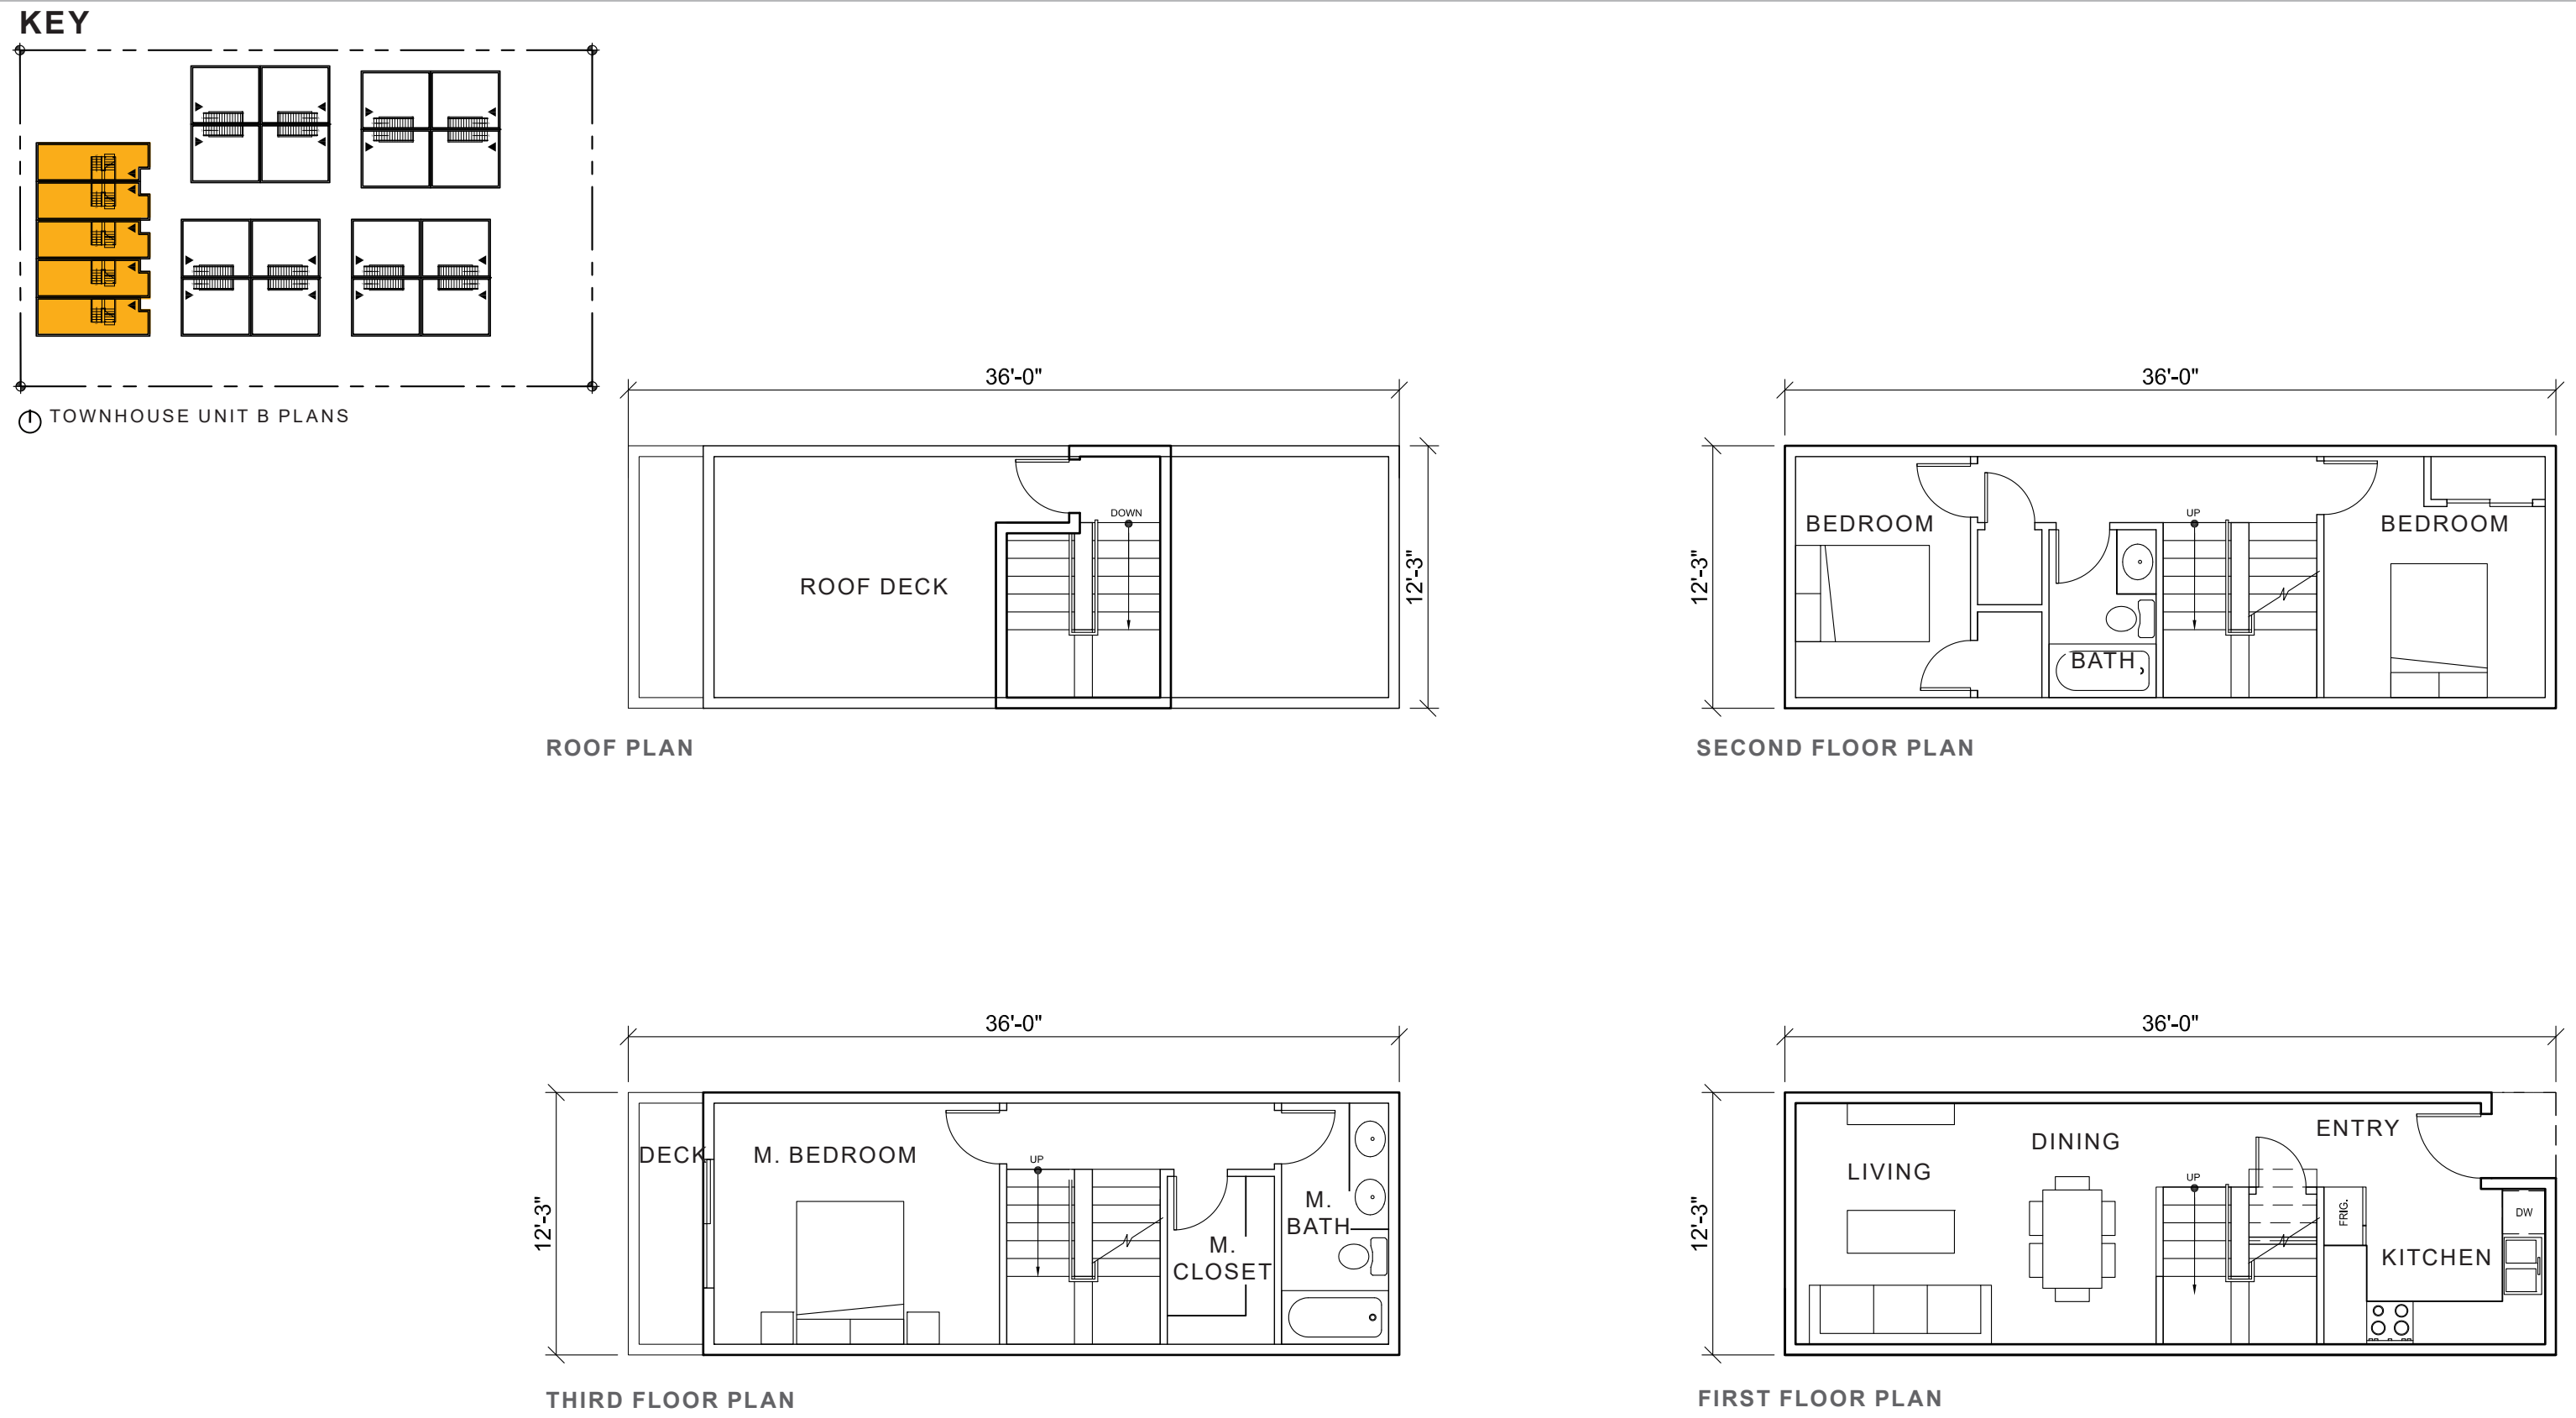 KEY
TOWNHOUSE UNIT B PLANS
36'-0"
12'-3"
DOWN
ROOF DECK
ROOF PLAN
36'-0"
12'-3"
BEDROOM
UP
BEDROOM
BATH
SECOND FLOOR PLAN
36'-0"
12'-3"
DECK
M. BEDROOM
UP
M.
CLOSET
M.
BATH
THIRD FLOOR PLAN
36'-0"
12'-3"
LIVING
DINING
UP
ENTRY
FRIG.
DW
KITCHEN
FIRST FLOOR PLAN